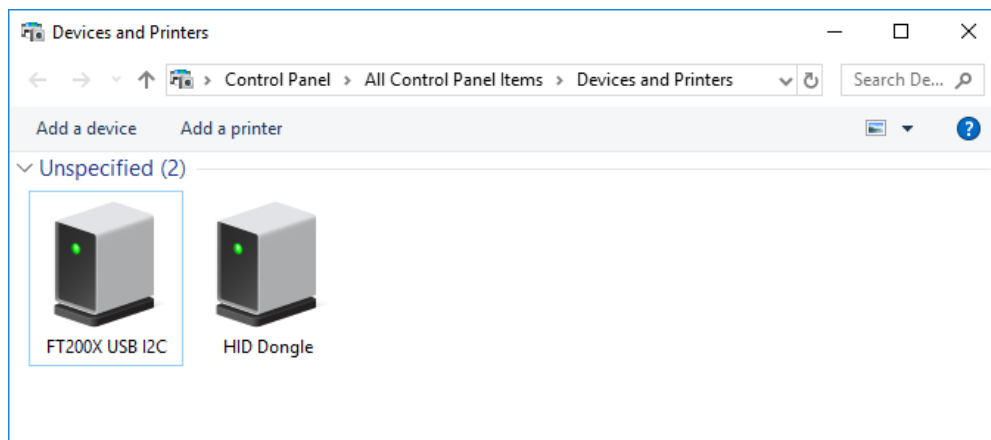 Devices and Printers
Control Panel > All Control Panel Items > Devices and Printers
Search De...
Add a device Add a printer
?
Unspecified (2)
FT200X USB I2C HID Dongle